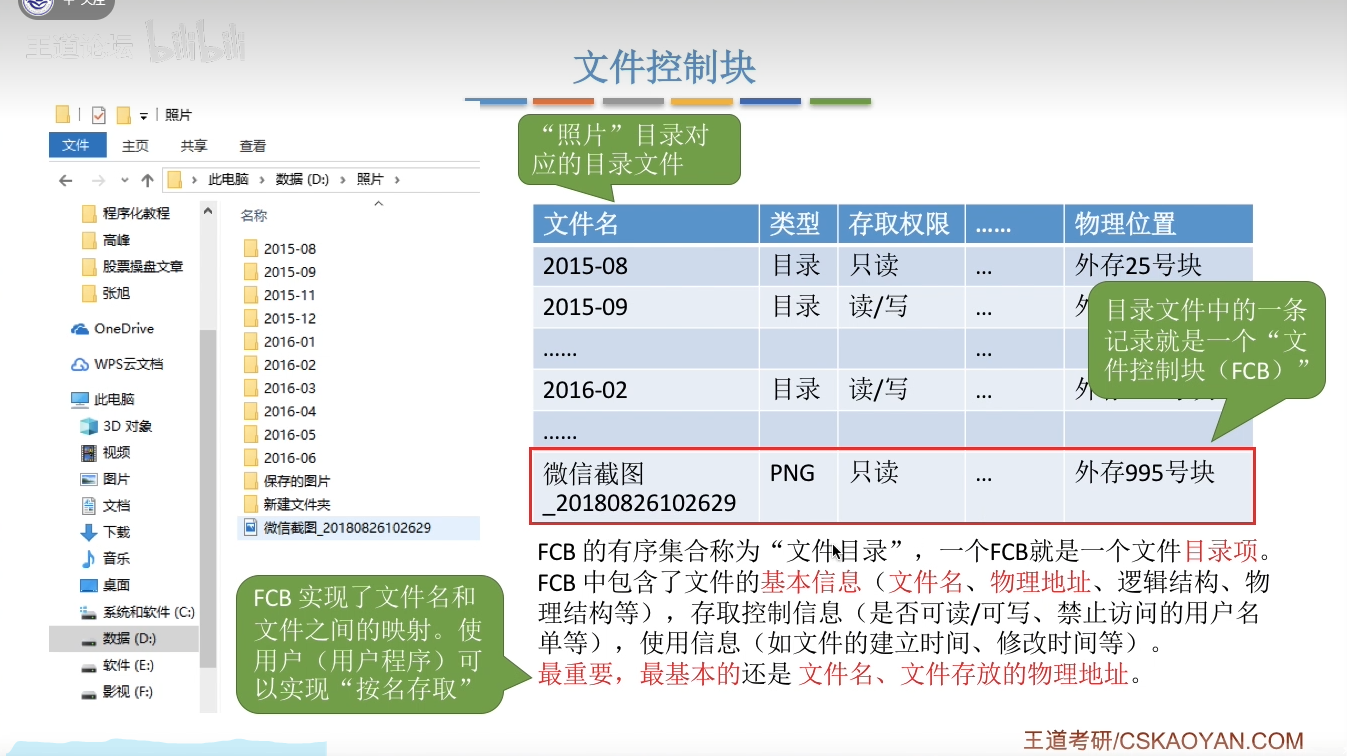 王道论坛 bilibili
文件控制块
照片
文件 主页 共享 查看
此电脑 数据 (D:) 照片
程序化教程
高峰
股票操盘文章
张旭
OneDrive
WPS云文档
此电脑
3D 对象
视频
图片
文档
下载
音乐
桌面
系统和软件 (C:)
数据 (D:)
软件 (E:)
影视 (F:)
名称
2015-08
2015-09
2015-11
2015-12
2016-01
2016-02
2016-03
2016-04
2016-05
2016-06
保存的图片
新建文件夹
微信截图_20180826102629
“照片”目录对
应的目录文件
文件名 类型 存取权限 …… 物理位置
2015-08 目录 只读 ... 外存25号块
2015-09 目录 读/写 ... 外
…… ...
2016-02 目录 读/写 ... 外
……
微信截图 PNG 只读 ... 外存995号块
_20180826102629
目录文件中的一条
记录就是一个“文
件控制块（FCB）”
FCB 的有序集合称为“文件目录”，一个FCB就是一个文件目录项。
FCB 中包含了文件的基本信息（文件名、物理地址、逻辑结构、物
理结构等），存取控制信息（是否可读/可写、禁止访问的用户名
单等），使用信息（如文件的建立时间、修改时间等）。
最重要，最基本的还是 文件名、文件存放的物理地址。
FCB 实现了文件名和
文件之间的映射。使
用户（用户程序）可
以实现“按名存取”
王道考研/CSKAOYAN.COM